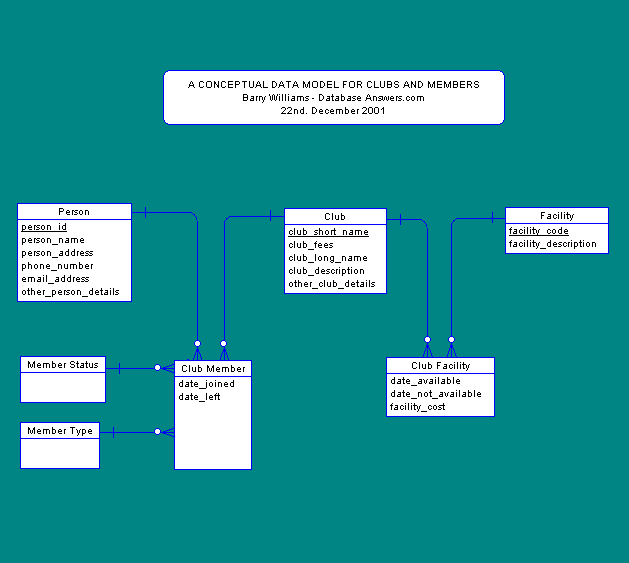 A CONCEPTUAL DATA MODEL FOR CLUBS AND MEMBERS
Barry Williams - Database Answers.com
22nd. December 2001
Person
person_id
person_name
person_address
phone_number
email_address
other_person_details
Club
club_short_name
club_fees
club_long_name
club_description
other_club_details
Facility
facility_code
facility_description
Member Status
Member Type
Club Member
date_joined
date_left
Club Facility
date_available
date_not_available
facility_cost